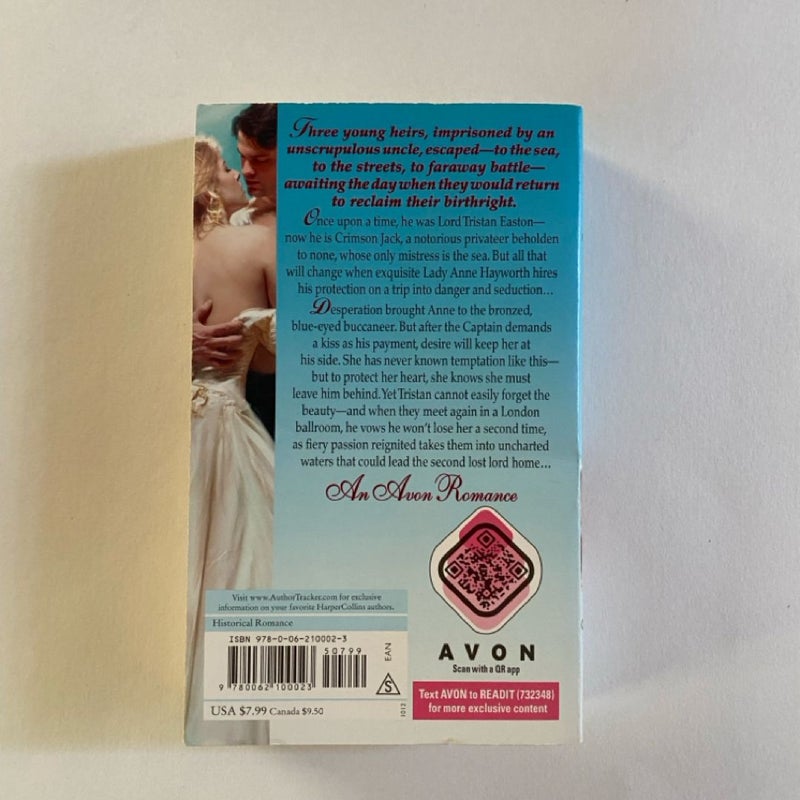 Three young heirs, imprisoned by an
unscrupulous uncle, escaped—to the sea,
to the streets, to faraway battle—
awaiting the day when they would return
to reclaim their birthright.
Once upon a time, he was Lord Tristan Easton—
now he is Crimson Jack, a notorious privateer beholden
to none, whose only mistress is the sea. But all that
will change when exquisite Lady Anne Hayworth hires
his protection on a trip into danger and seduction...
Desperation brought Anne to the bronzed,
blue-eyed buccaneer. But after the Captain demands
a kiss as his payment, desire will keep her at
his side. She has never known temptation like this—
but to protect her heart, she knows she must
leave him behind. Yet Tristan cannot easily forget the
beauty—and when they meet again in a London
ballroom, he vows he won't lose her a second time,
as fiery passion reignited takes them into uncharted
waters that could lead the second lost lord home...
An Avon Romance
Visit www.AuthorTracker.com for exclusive
information on your favorite HarperCollins authors.
Historical Romance
ISBN 978-0-06-210002-3
50799
EAN
9 780062 100023
S
1012
USA $7.99 Canada $9.50
AVON
Scan with a QR app
Text AVON to READIT (732348)
for more exclusive content